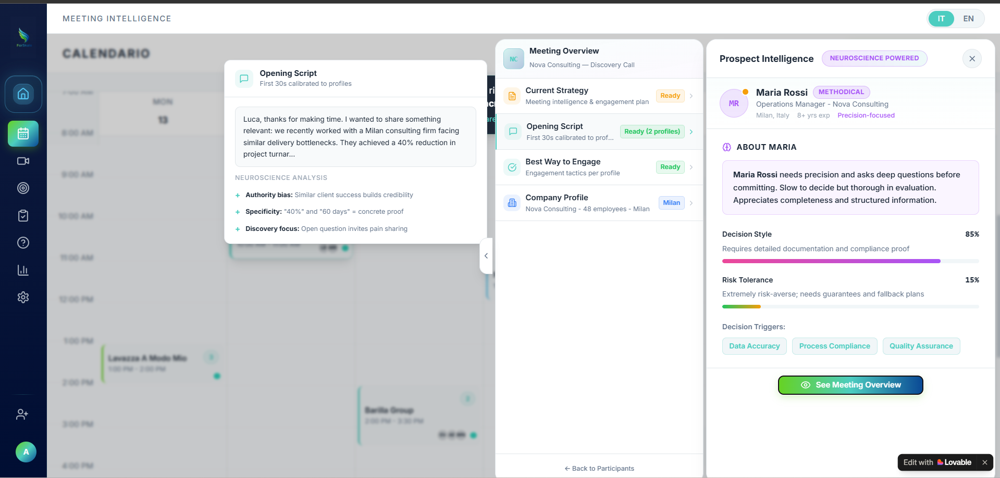 MEETING INTELLIGENCE
IT
EN
CALENDARIO
MON
13
7:00 AM
8:00 AM
9:00 AM
10:00 AM
11:00 AM
12:00 PM
1:00 PM
2:00 PM
3:00 PM
4:00 PM
Lavazza A Modo Mio
1:00 PM - 2:00 PM
Barilla Group
2:00 PM - 3:30 PM
A
Opening Script
First 30s calibrated to profiles
Luca, thanks for making time. I wanted to share something
relevant: we recently worked with a Milan consulting firm facing
similar delivery bottlenecks. They achieved a 40% reduction in
project turnar...
NEUROSCIENCE ANALYSIS
+ Authority bias: Similar client success builds credibility
+ Specificity: "40%" and "60 days" = concrete proof
+ Discovery focus: Open question invites pain sharing
NC
Meeting Overview
Nova Consulting — Discovery Call
Current Strategy
Meeting intelligence & engagement plan
Ready
Opening Script
First 30s calibrated to prof...
Ready (2 profiles)
Best Way to Engage
Engagement tactics per profile
Ready
Company Profile
Nova Consulting - 48 employees - Milan
Milan
← Back to Participants
Prospect Intelligence
NEUROSCIENCE POWERED
MR
Maria Rossi
METHODICAL
Operations Manager - Nova Consulting
Milan, Italy 8+ yrs exp Precision-focused
ABOUT MARIA
Maria Rossi needs precision and asks deep questions before
committing. Slow to decide but thorough in evaluation.
Appreciates completeness and structured information.
Decision Style 85%
Requires detailed documentation and compliance proof
Risk Tolerance 15%
Extremely risk-averse; needs guarantees and fallback plans
Decision Triggers:
Data Accuracy
Process Compliance
Quality Assurance
See Meeting Overview
Edit with Lovable